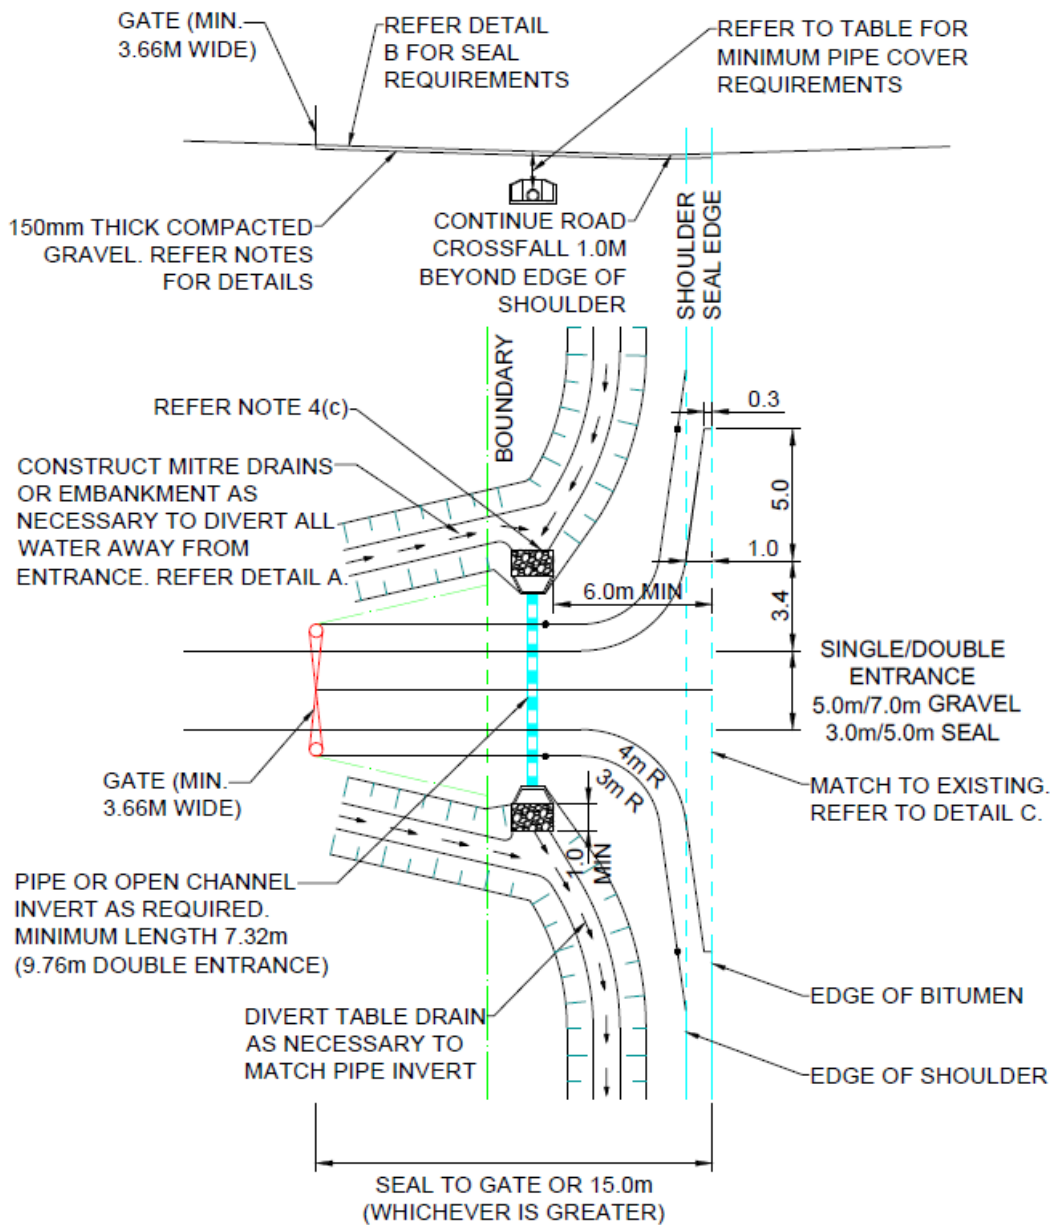 GATE (MIN.
3.66M WIDE)
REFER DETAIL
B FOR SEAL
REQUIREMENTS
REFER TO TABLE FOR
MINIMUM PIPE COVER
REQUIREMENTS
150mm THICK COMPACTED
GRAVEL. REFER NOTES
FOR DETAILS
CONTINUE ROAD
CROSSFALL 1.0M
BEYOND EDGE OF
SHOULDER
SHOULDER
SEAL EDGE
BOUNDARY
REFER NOTE 4(c)
0.3
CONSTRUCT MITRE DRAINS
OR EMBANKMENT AS
NECESSARY TO DIVERT ALL
WATER AWAY FROM
ENTRANCE. REFER DETAIL A.
5.0
1.0
6.0m MIN
3.4
SINGLE/DOUBLE
ENTRANCE
5.0m/7.0m GRAVEL
3.0m/5.0m SEAL
GATE (MIN.
3.66M WIDE)
4m R
3m R
MATCH TO EXISTING.
REFER TO DETAIL C.
1.0
MIN
PIPE OR OPEN CHANNEL
INVERT AS REQUIRED.
MINIMUM LENGTH 7.32m
(9.76m DOUBLE ENTRANCE)
EDGE OF BITUMEN
DIVERT TABLE DRAIN
AS NECESSARY TO
MATCH PIPE INVERT
EDGE OF SHOULDER
SEAL TO GATE OR 15.0m
(WHICHEVER IS GREATER)